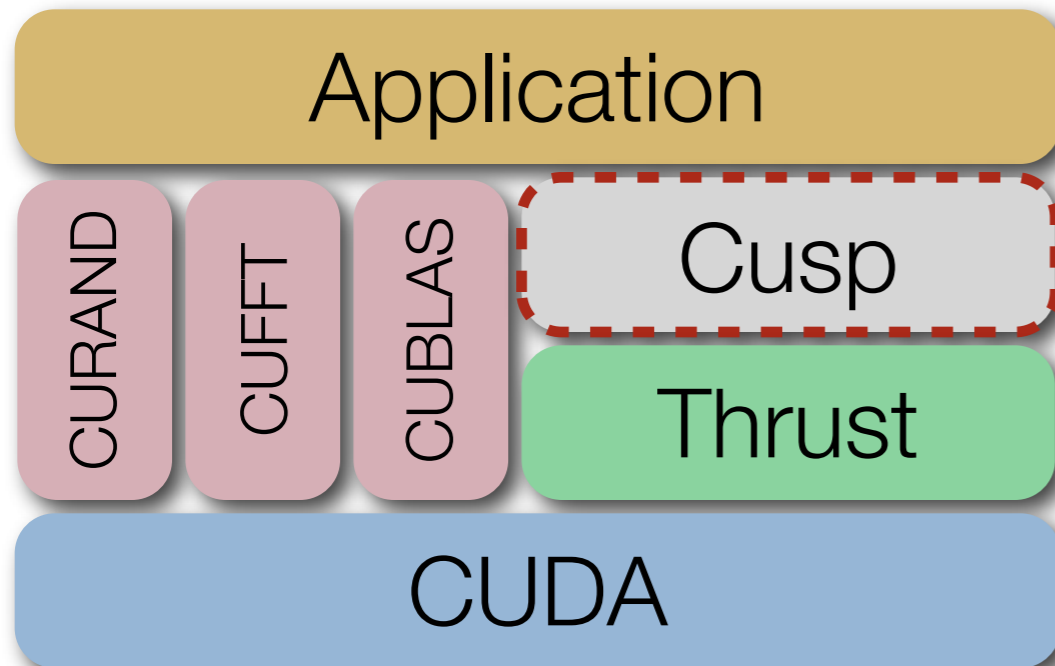 Application
CURAND
CUFFT
CUBLAS
Cusp
Thrust
CUDA